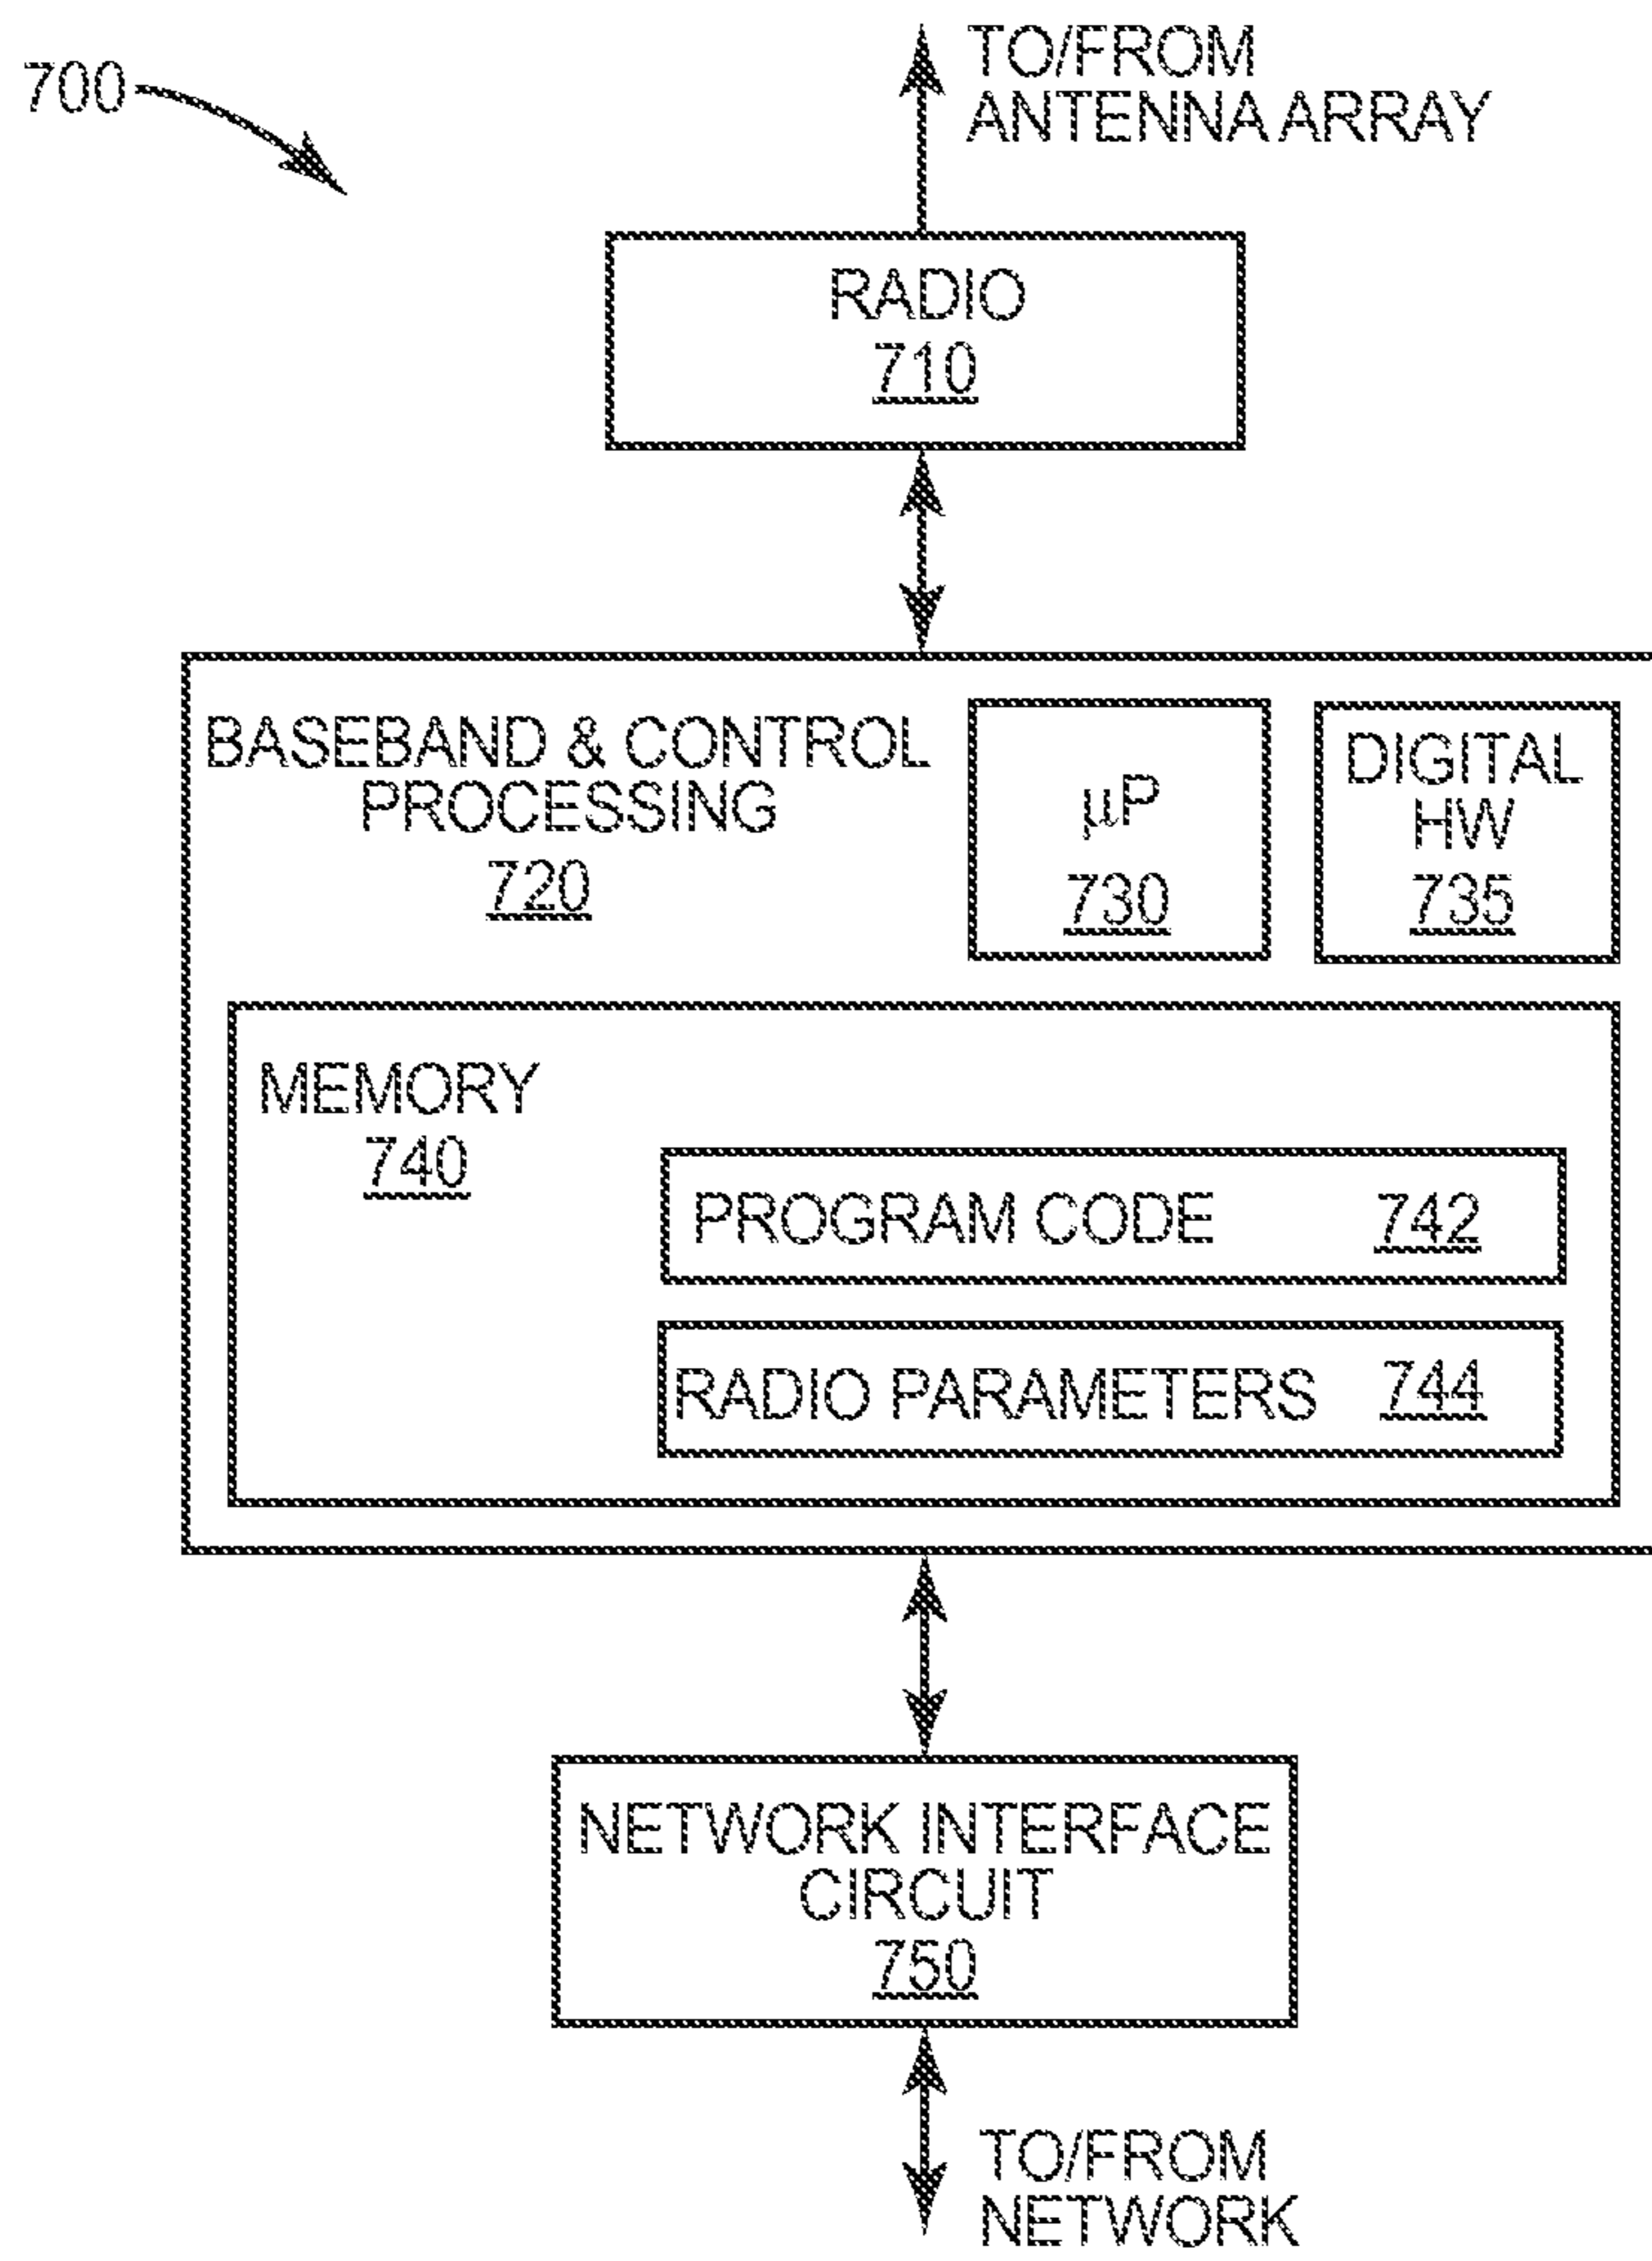 TO/FROM
ANTENNA ARRAY
700
RADIO
710
BASEBAND & CONTROL
PROCESSING
720
µP
730
DIGITAL
HW
735
MEMORY
740
PROGRAM CODE 742
RADIO PARAMETERS 744
NETWORK INTERFACE
CIRCUIT
750
TO/FROM
NETWORK